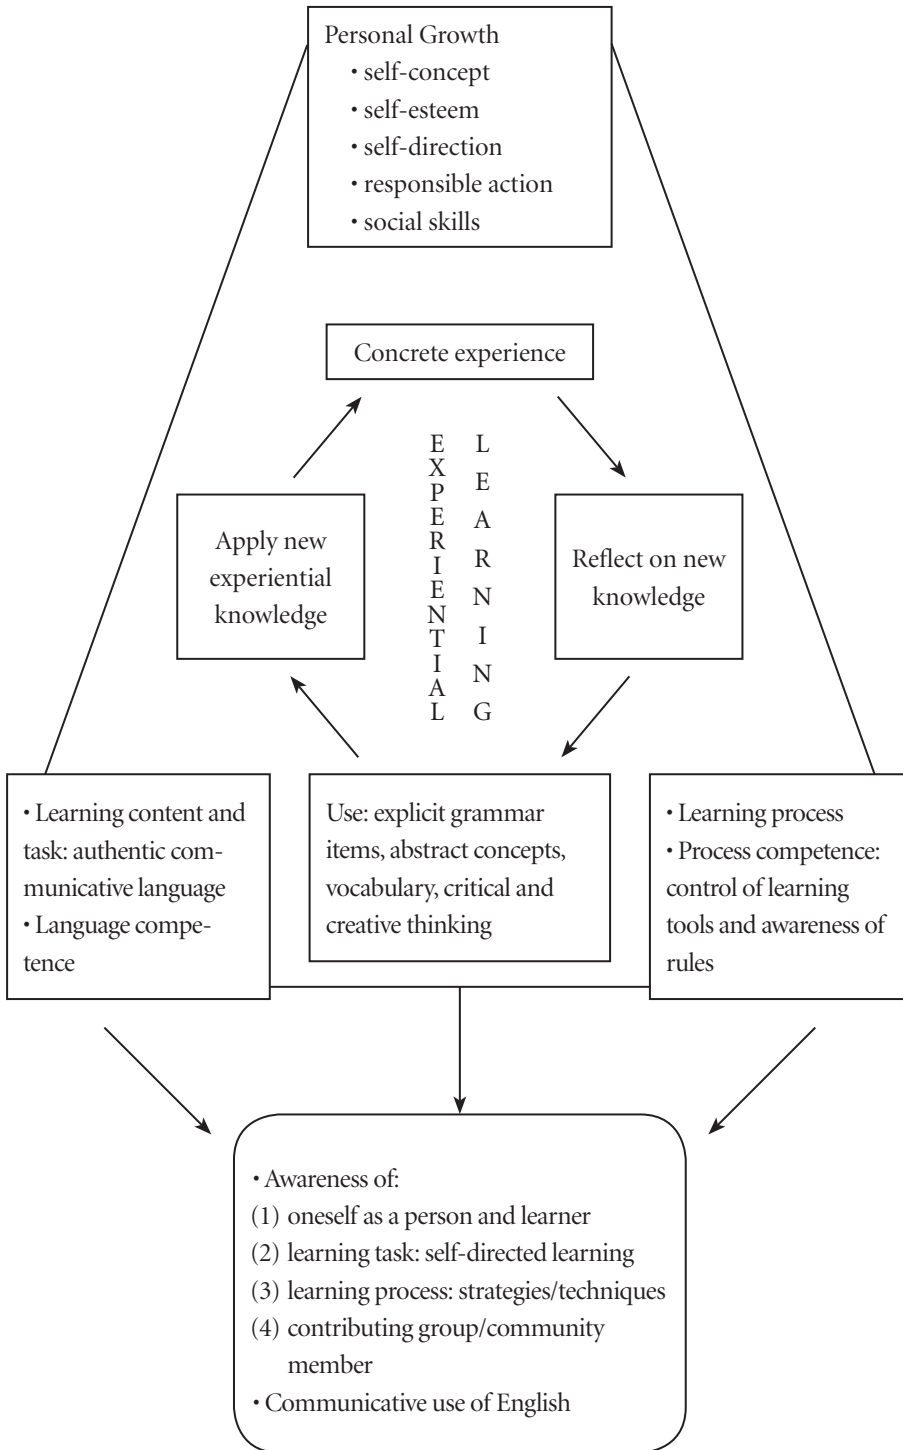 Personal Growth
• self-concept
• self-esteem
• self-direction
• responsible action
• social skills
Concrete experience
EXPERIENTIAL
LEARNING
Apply new
experiential
knowledge
Reflect on new
knowledge
• Learning content and
task: authentic com-
municative language
• Language compe-
tence
Use: explicit grammar
items, abstract concepts,
vocabulary, critical and
creative thinking
• Learning process
• Process competence:
control of learning
tools and awareness of
rules
• Awareness of:
(1) oneself as a person and learner
(2) learning task: self-directed learning
(3) learning process: strategies/techniques
(4) contributing group/community
member
• Communicative use of English